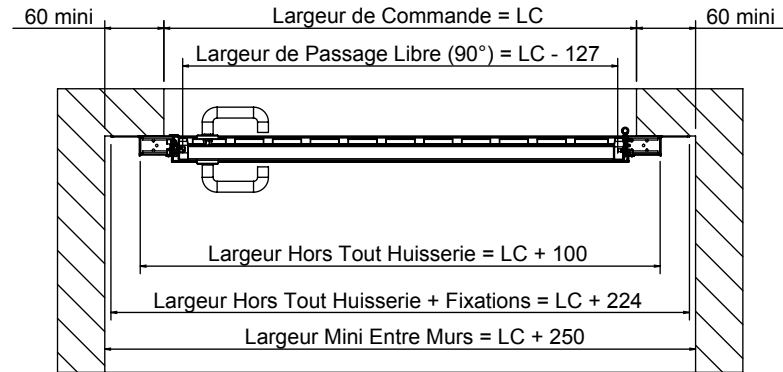 60 mini
Largeur de Commande = LC
60 mini
Largeur de Passage Libre (90°) = LC - 127
Largeur Hors Tout Huisserie = LC + 100
Largeur Hors Tout Huisserie + Fixations = LC + 224
Largeur Mini Entre Murs = LC + 250